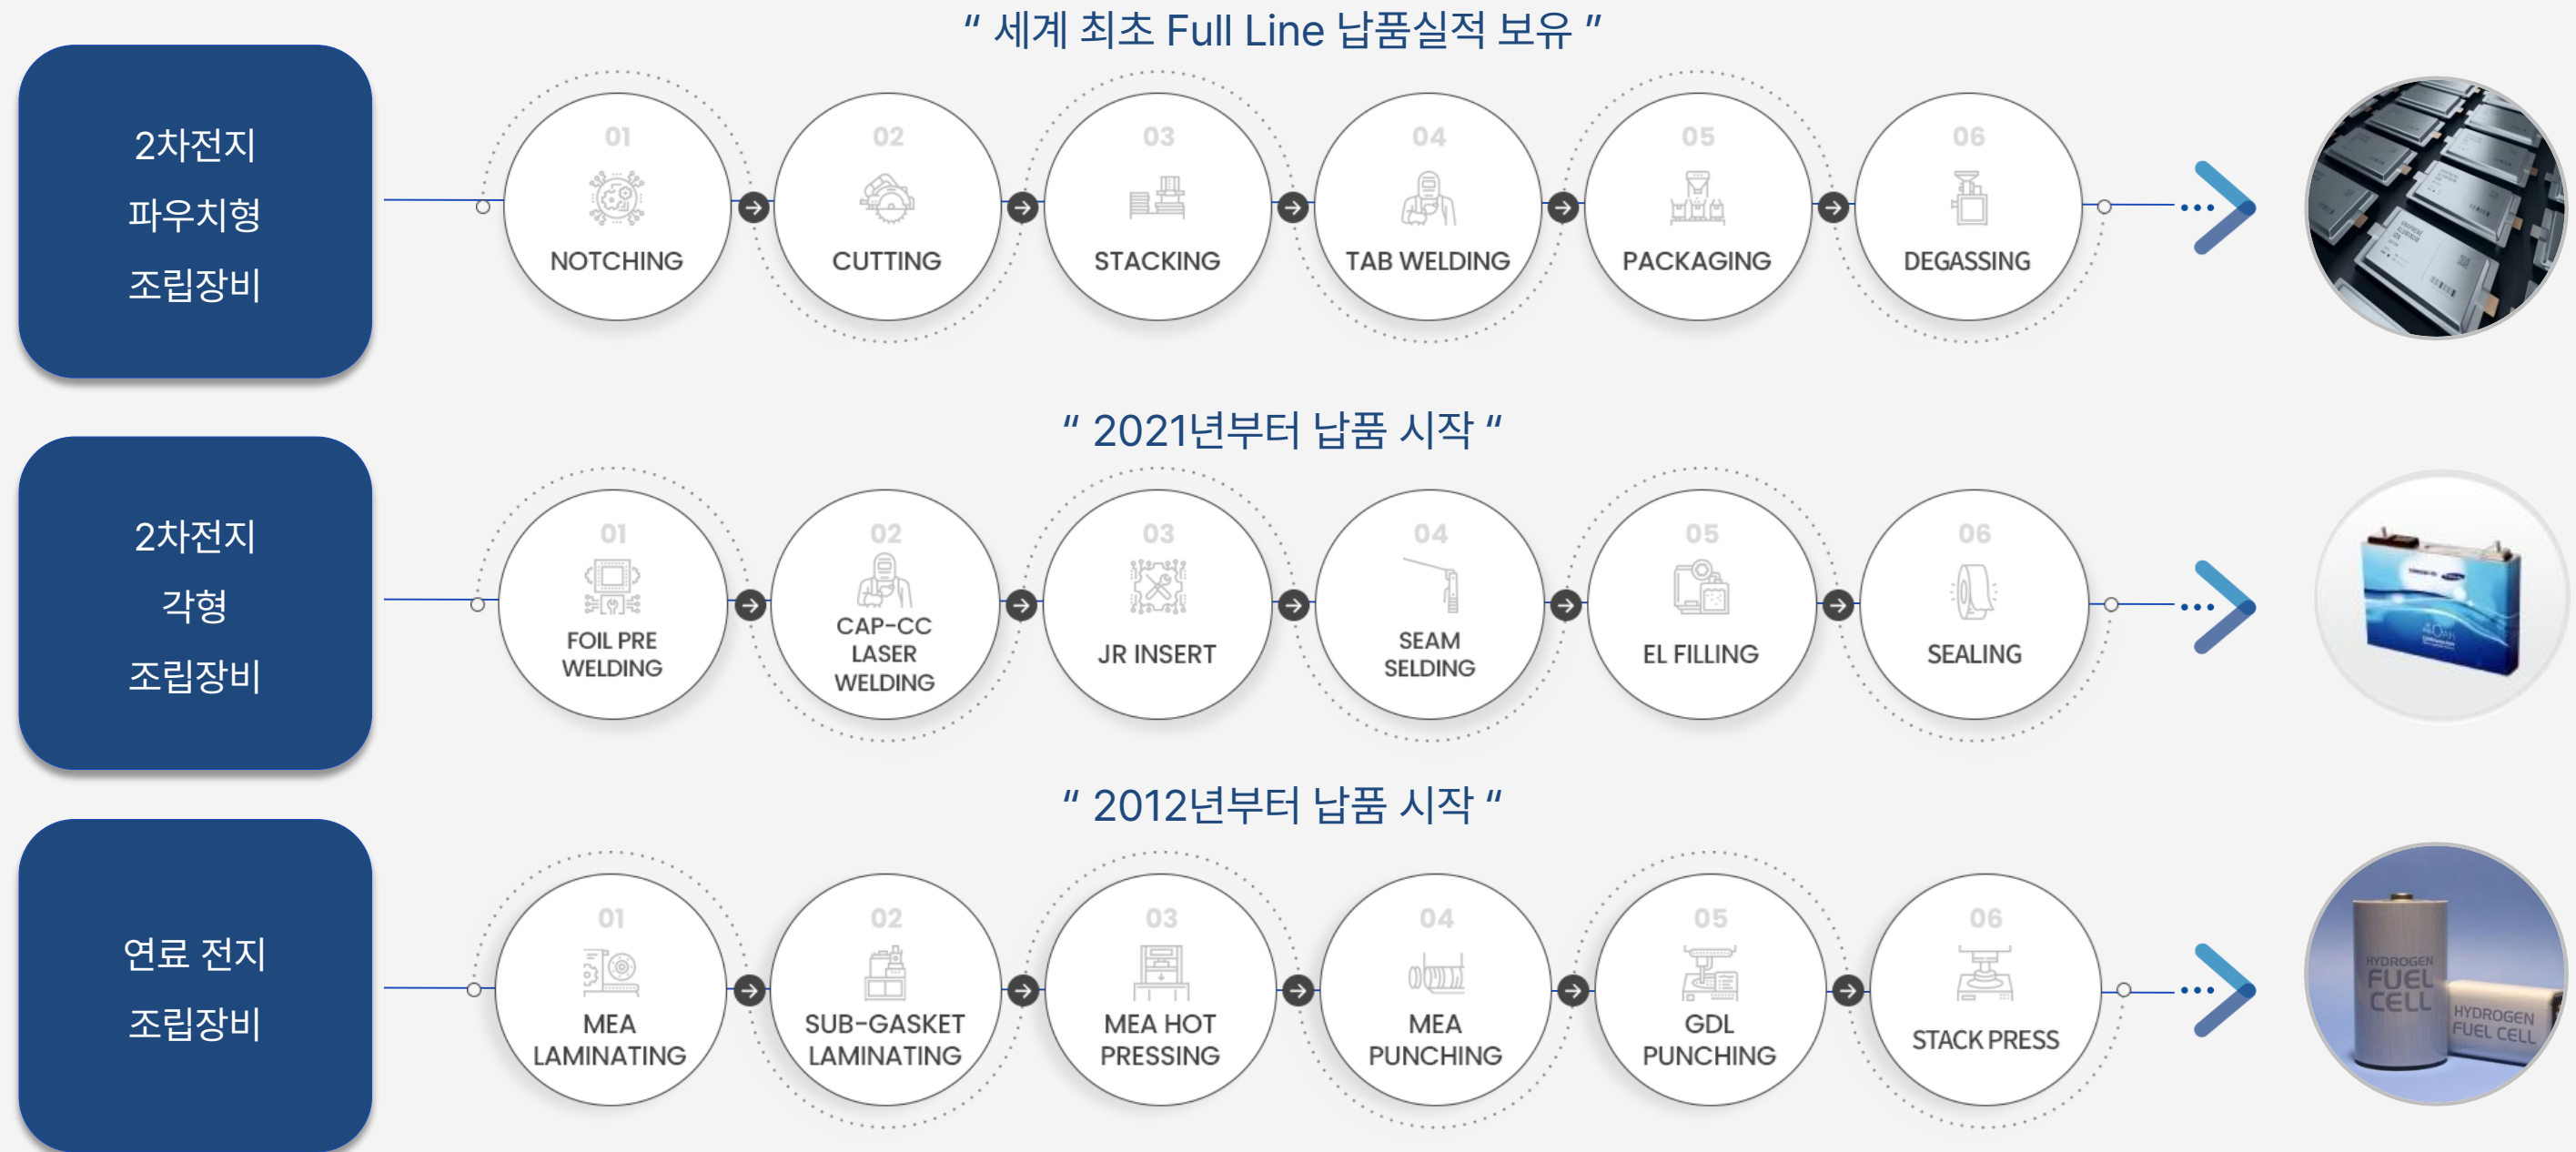 “ 세계 최초 Full Line 납품실적 보유 ”
2차전지
파우치형
조립장비
01
NOTCHING
02
CUTTING
03
STACKING
04
TAB WELDING
05
PACKAGING
06
DEGASSING
“ 2021년부터 납품 시작 “
2차전지
각형
조립장비
01
FOIL PRE
WELDING
02
CAP-CC
LASER
WELDING
03
JR INSERT
04
SEAM
SELDING
05
EL FILLING
06
SEALING
“ 2012년부터 납품 시작 “
연료 전지
조립장비
01
MEA
LAMINATING
02
SUB-GASKET
LAMINATING
03
MEA HOT
PRESSING
04
MEA
PUNCHING
05
GDL
PUNCHING
06
STACK PRESS
HYDROGEN
FUEL
CELL
HYDROGEN
FUEL CELL